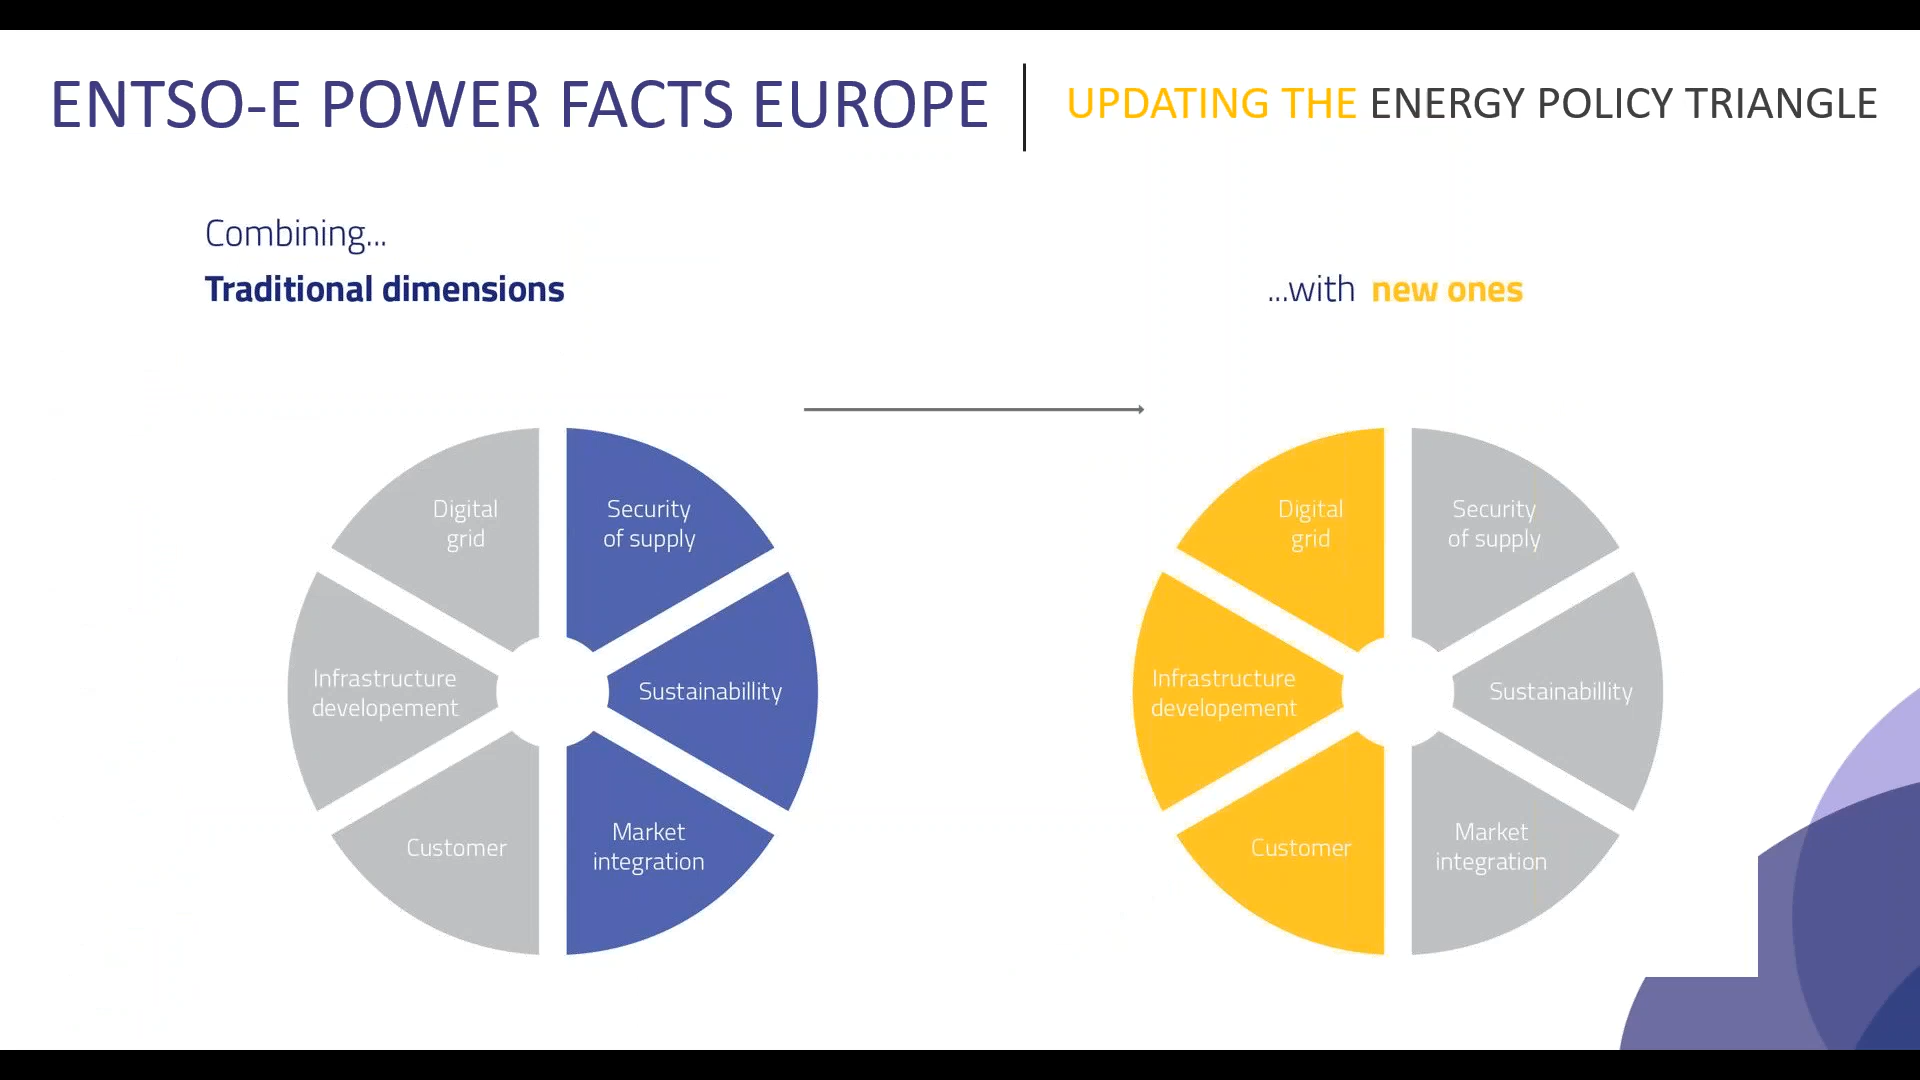 ENTSO-E POWER FACTS EUROPE
UPDATING THE ENERGY POLICY TRIANGLE
Combining...
Traditional dimensions
...with new ones
Digital
grid
Security
of supply
Infrastructure
developement
Sustainabillity
Customer
Market
integration
Digital
grid
Security
of supply
Infrastructure
developement
Sustainabillity
Customer
Market
integration